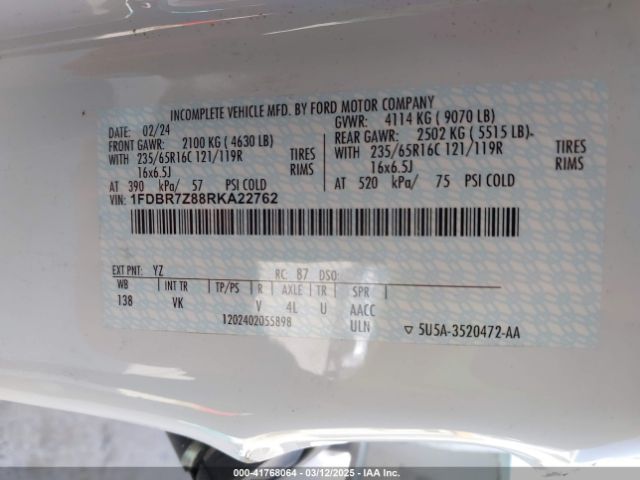 INCOMPLETE VEHICLE MFD. BY FORD MOTOR COMPANY
DATE: 02/24 GVWR: 4114 KG ( 9070 LB)
FRONT GAWR: 2100 KG ( 4630 LB) REAR GAWR: 2502 KG ( 5515 LB)
WITH 235/65R16C 121/119R TIRES WITH 235/65R16C 121/119R TIRES
16x6.5J RIMS 16x6.5J RIMS
AT 390 kPa/ 57 PSI COLD AT 520 kPa/ 75 PSI COLD
VIN: 1FDBR7Z88RKA22762
EXT PNT: YZ RC: 87 DSO:
WB INT TR TP/PS R AXLE TR SPR
138 VK V 4L U AACC
1202402055898 ULN ▽ 5U5A-3520472-AA
000-41768064 - 03/12/2025 - IAA Inc.